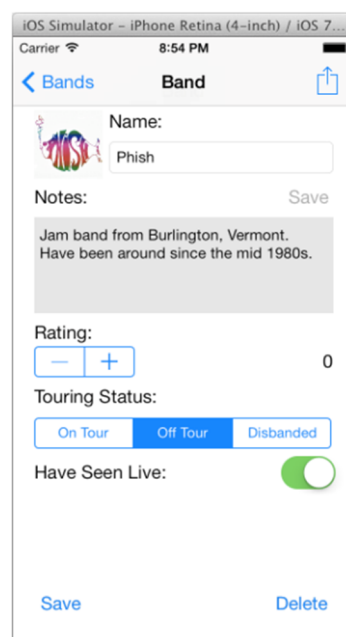 iOS Simulator – iPhone Retina (4-inch) / iOS 7...
Carrier 8:54 PM
Bands Band
Name:
PHISH
Phish
Notes: Save
Jam band from Burlington, Vermont.
Have been around since the mid 1980s.
Rating:
− + 0
Touring Status:
On Tour Off Tour Disbanded
Have Seen Live:
Save Delete